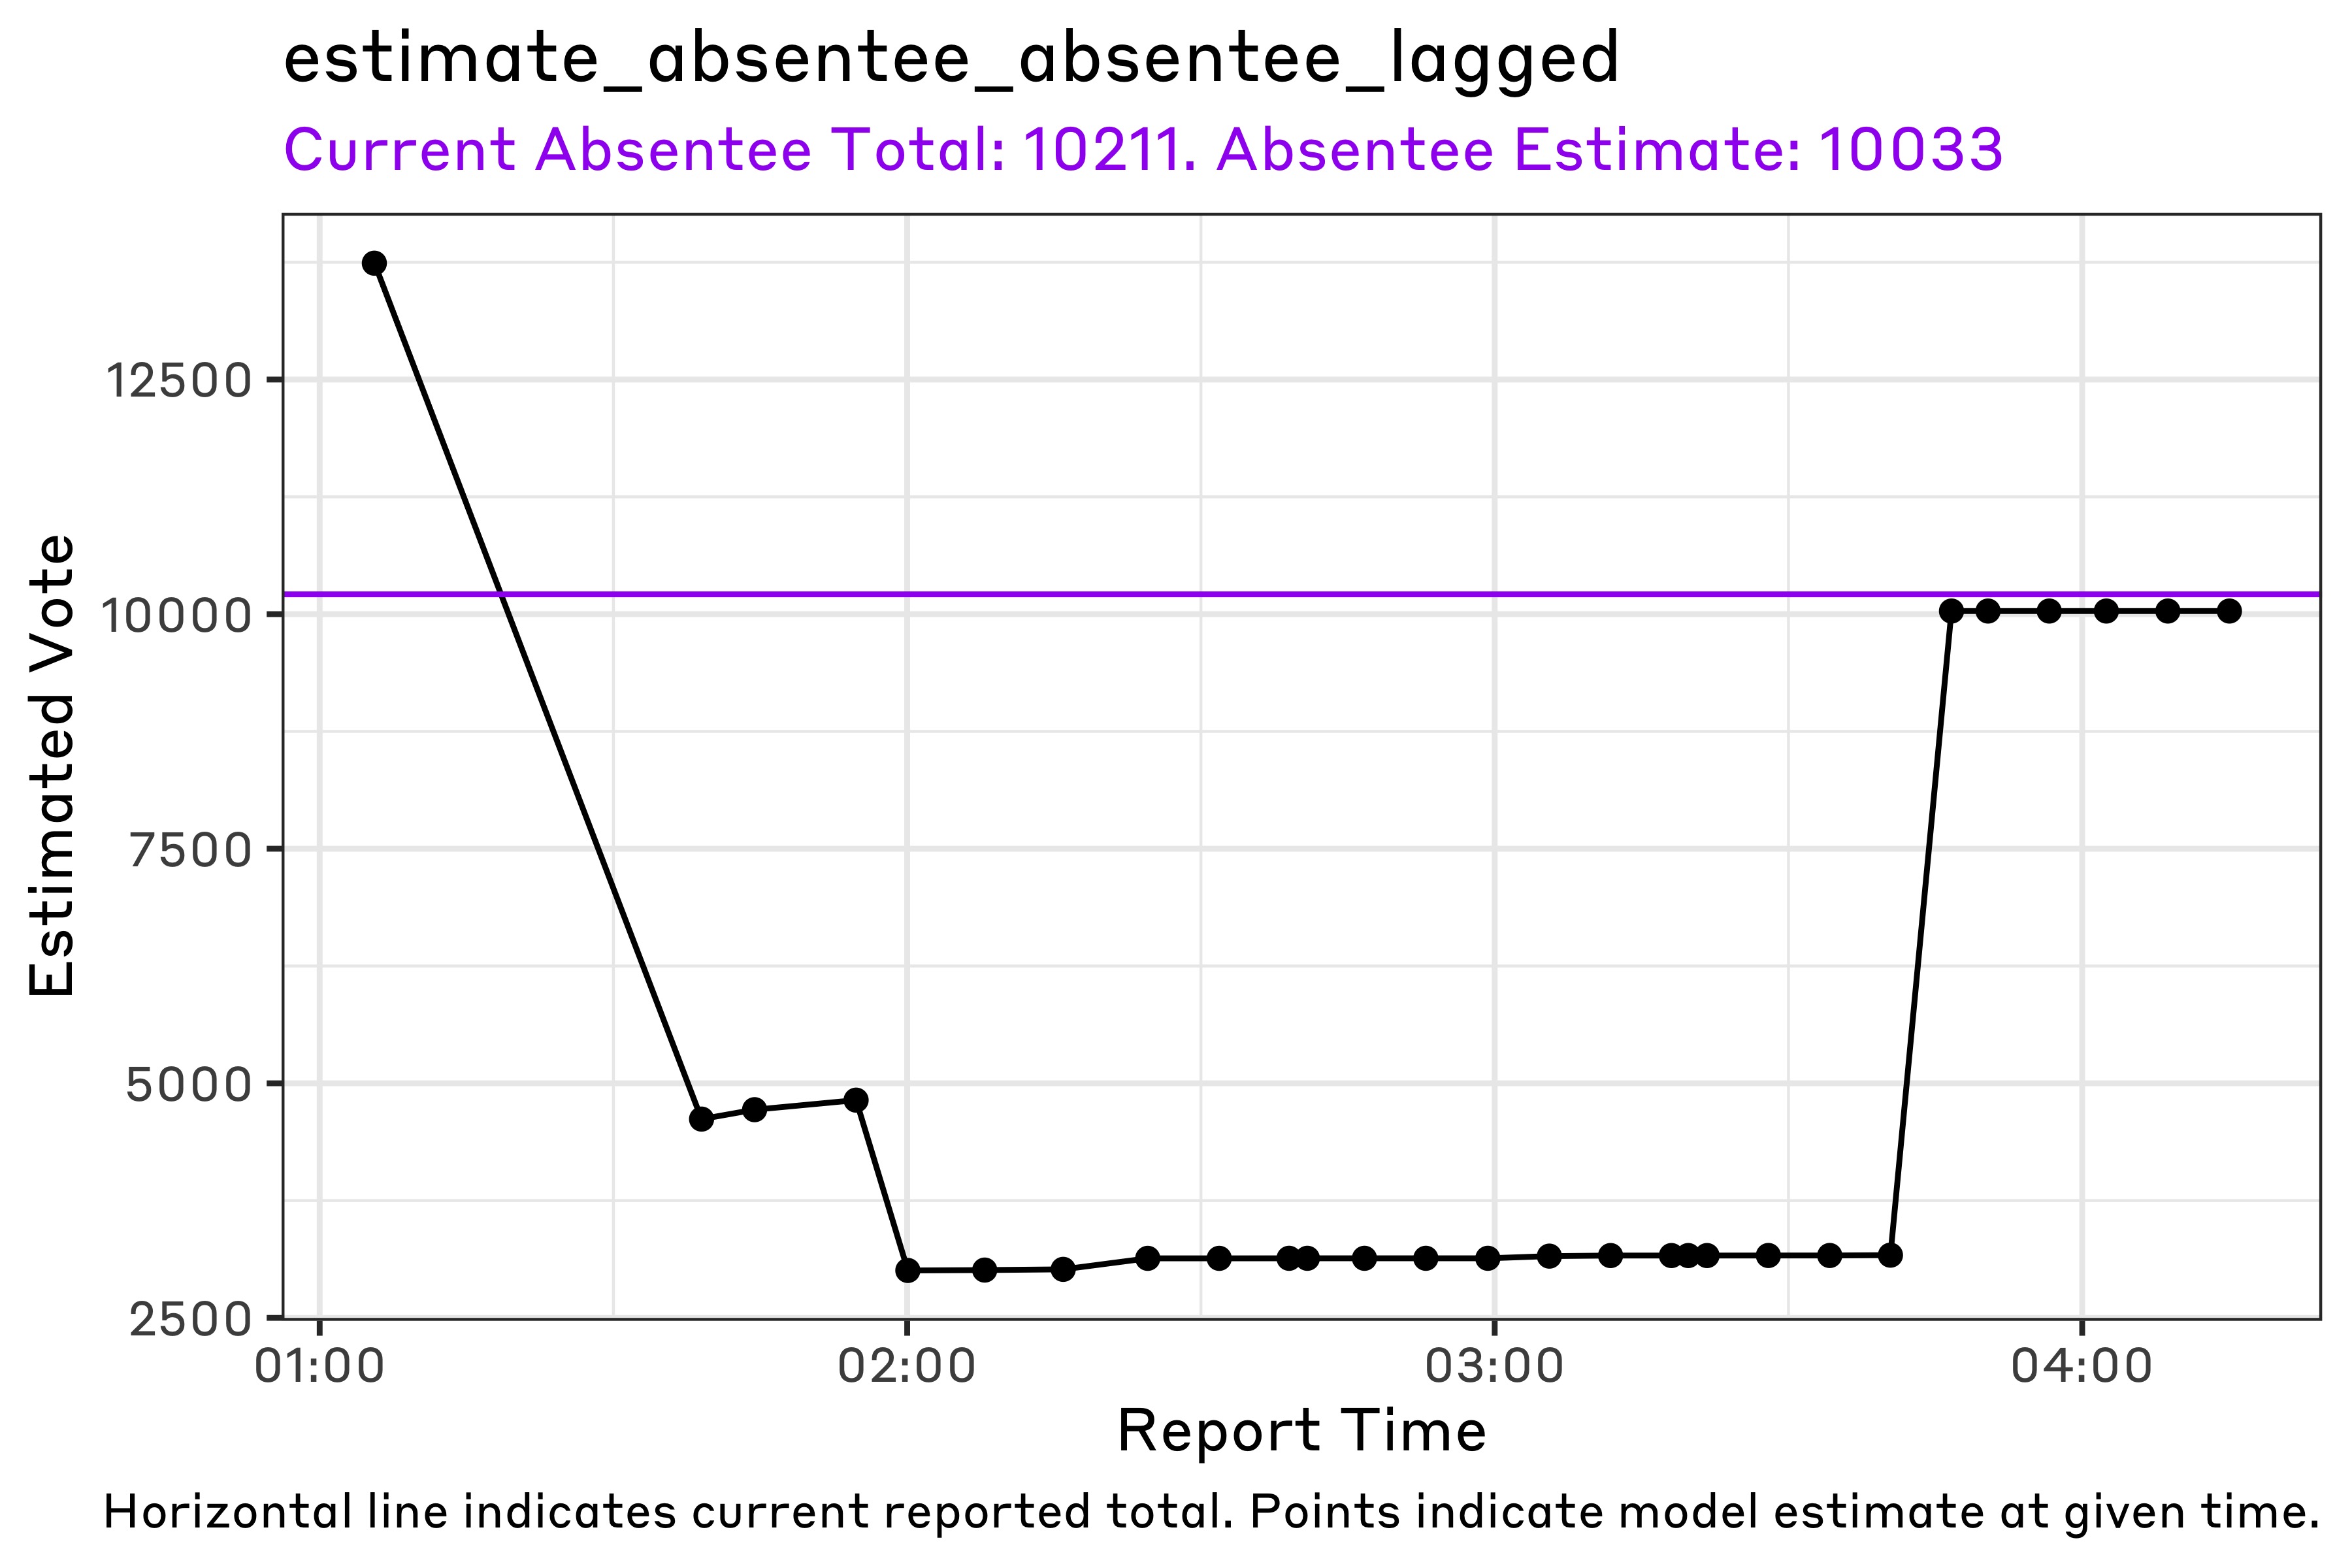 estimate_absentee_absentee_lagged
Current Absentee Total: 10211. Absentee Estimate: 10033
Estimated Vote
12500
10000
7500
5000
2500
01:00
02:00
03:00
04:00
Report Time
Horizontal line indicates current reported total. Points indicate model estimate at given time.